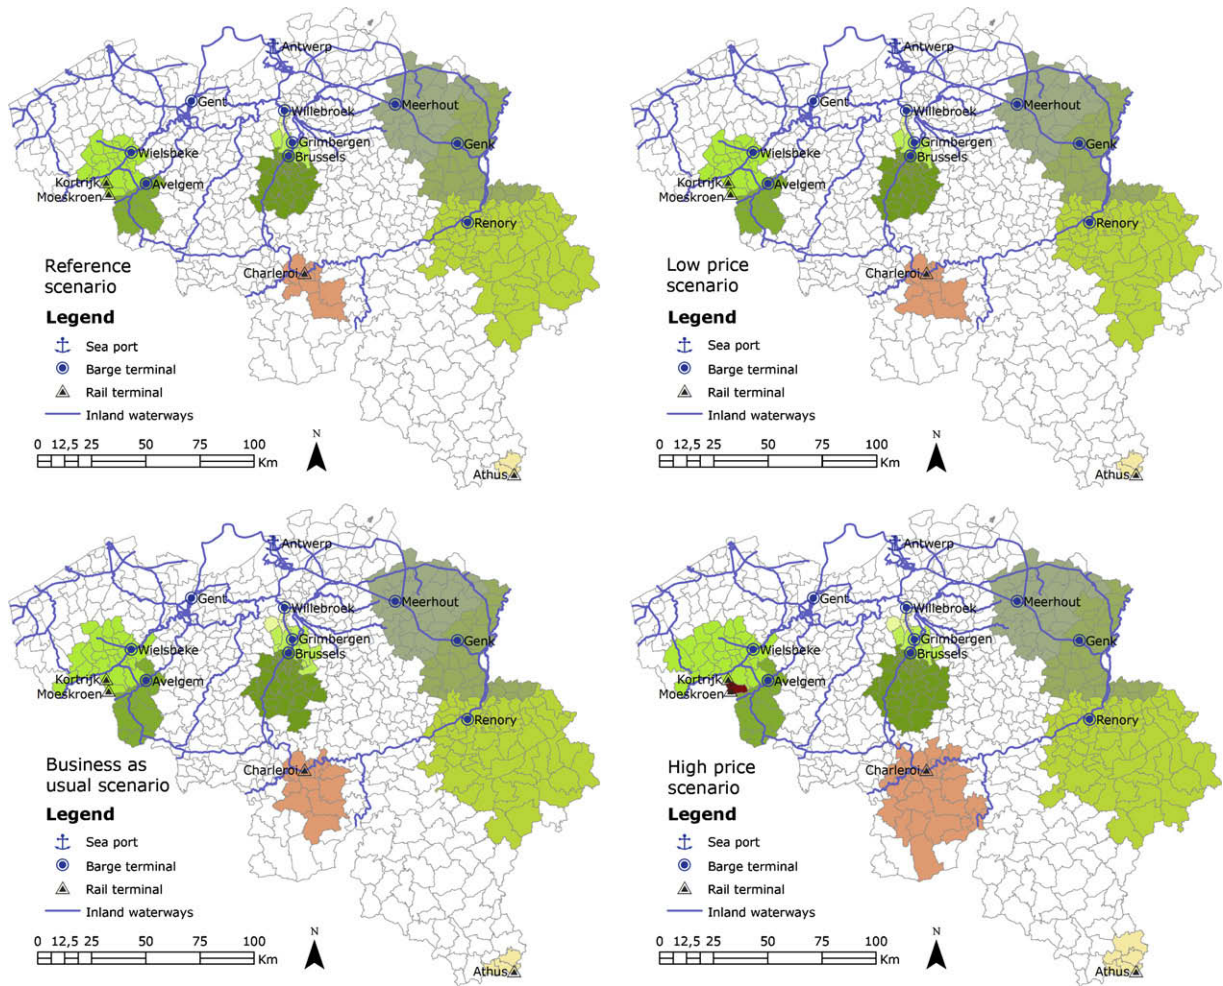 Antwerp
Gent
Willebroek
Meerhout
Wielsbeke
Grimbergen
Genk
Brussels
Kortrijk
Avelgem
Moeskroen
Renory
Charleroi
Reference
scenario
Legend
Sea port
Barge terminal
Rail terminal
Inland waterways
0 12,5 25 50 75 100
Km
N
Athus
Antwerp
Gent
Willebroek
Meerhout
Wielsbeke
Grimbergen
Genk
Brussels
Kortrijk
Avelgem
Moeskroen
Renory
Charleroi
Low price
scenario
Legend
Sea port
Barge terminal
Rail terminal
Inland waterways
0 12,5 25 50 75 100
Km
N
Athus
Antwerp
Gent
Willebroek
Meerhout
Wielsbeke
Grimbergen
Genk
Brussels
Kortrijk
Avelgem
Moeskroen
Renory
Charleroi
Business as
usual scenario
Legend
Sea port
Barge terminal
Rail terminal
Inland waterways
0 12,5 25 50 75 100
Km
N
Athus
Antwerp
Gent
Willebroek
Meerhout
Wielsbeke
Grimbergen
Genk
Brussels
Kortrijk
Avelgem
Moeskroen
Renory
Charleroi
High price
scenario
Legend
Sea port
Barge terminal
Rail terminal
Inland waterways
0 12,5 25 50 75 100
Km
N
Athus